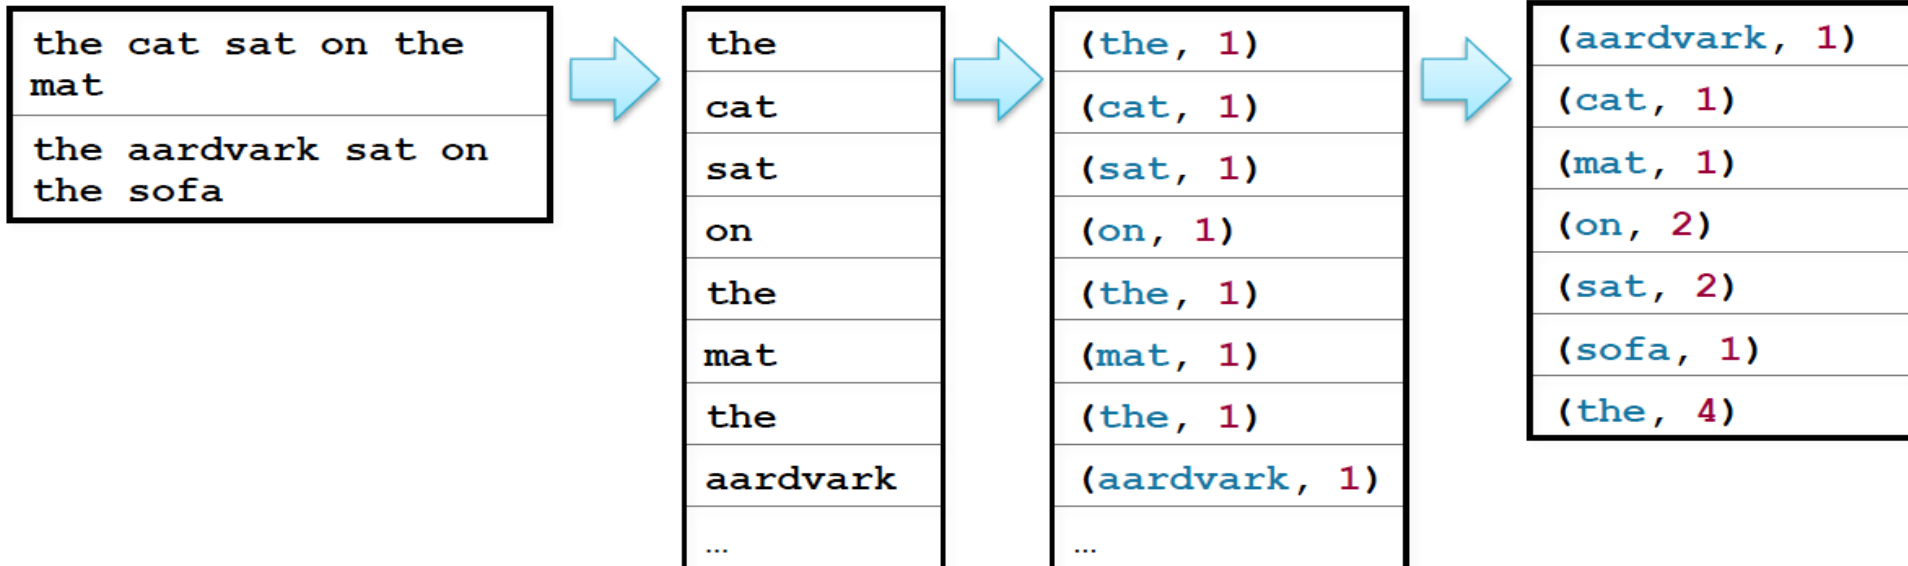 the cat sat on the
mat
the aardvark sat on
the sofa
the
cat
sat
on
the
mat
the
aardvark
...
(the, 1)
(cat, 1)
(sat, 1)
(on, 1)
(the, 1)
(mat, 1)
(the, 1)
(aardvark, 1)
...
(aardvark, 1)
(cat, 1)
(mat, 1)
(on, 2)
(sat, 2)
(sofa, 1)
(the, 4)